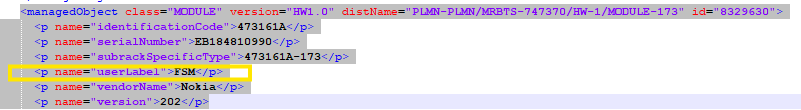 <managedObject class="MODULE" version="HW1.0" distName="PLMN-PLMN/MRBTS-747370/HW-1/MODULE-173" id="8329630">
<p name="identificationCode">473161A</p>
<p name="serialNumber">EB184810990</p>
<p name="subrackSpecificType">473161A-173</p>
<p name="userLabel">FSM</p>
<p name="vendorName">Nokia</p>
<p name="version">202</p>